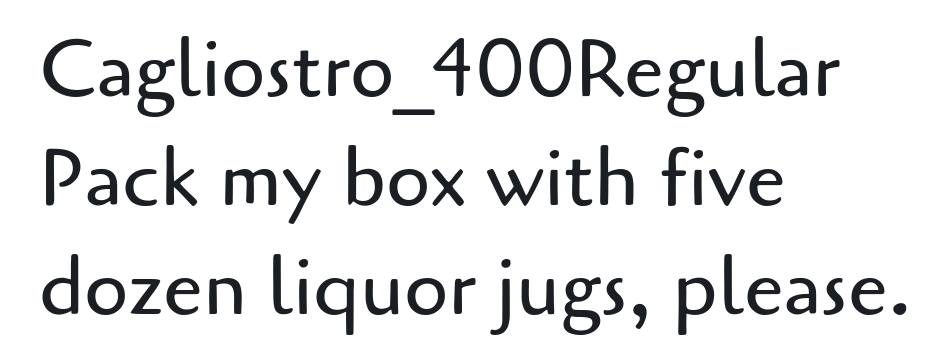 Cagliostro_400Regular
Pack my box with five
dozen liquor jugs, please.